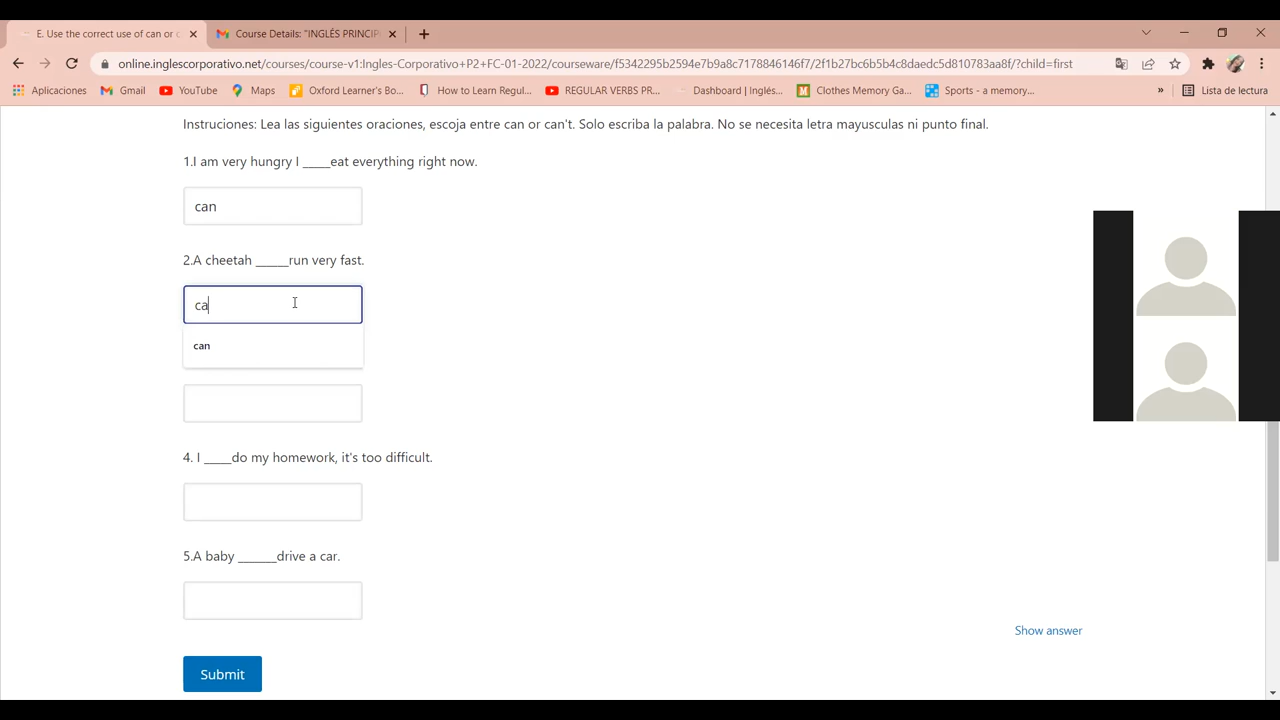 E. Use the correct use of can or c
Course Details: "INGLÉS PRINCIP
online.inglescorporativo.net/courses/course-v1:Ingles-Corporativo+P2+FC-01-2022/courseware/f5342295b2594e7b9a8c7178846146f7/2f1b27bc6b5b4c8daedc5d810783aa8f/?child=first
Aplicaciones Gmail YouTube Maps Oxford Learner's Bo... How to Learn Regul... REGULAR VERBS PR... Dashboard | Inglés... Clothes Memory Ga... Sports - a memory... » Lista de lectura
Instruciones: Lea las siguientes oraciones, escoja entre can or can't. Solo escriba la palabra. No se necesita letra mayusculas ni punto final.
1.I am very hungry I _____eat everything right now.
can
2.A cheetah ______run very fast.
ca
can
4. I _____do my homework, it's too difficult.
5.A baby _______drive a car.
Show answer
Submit